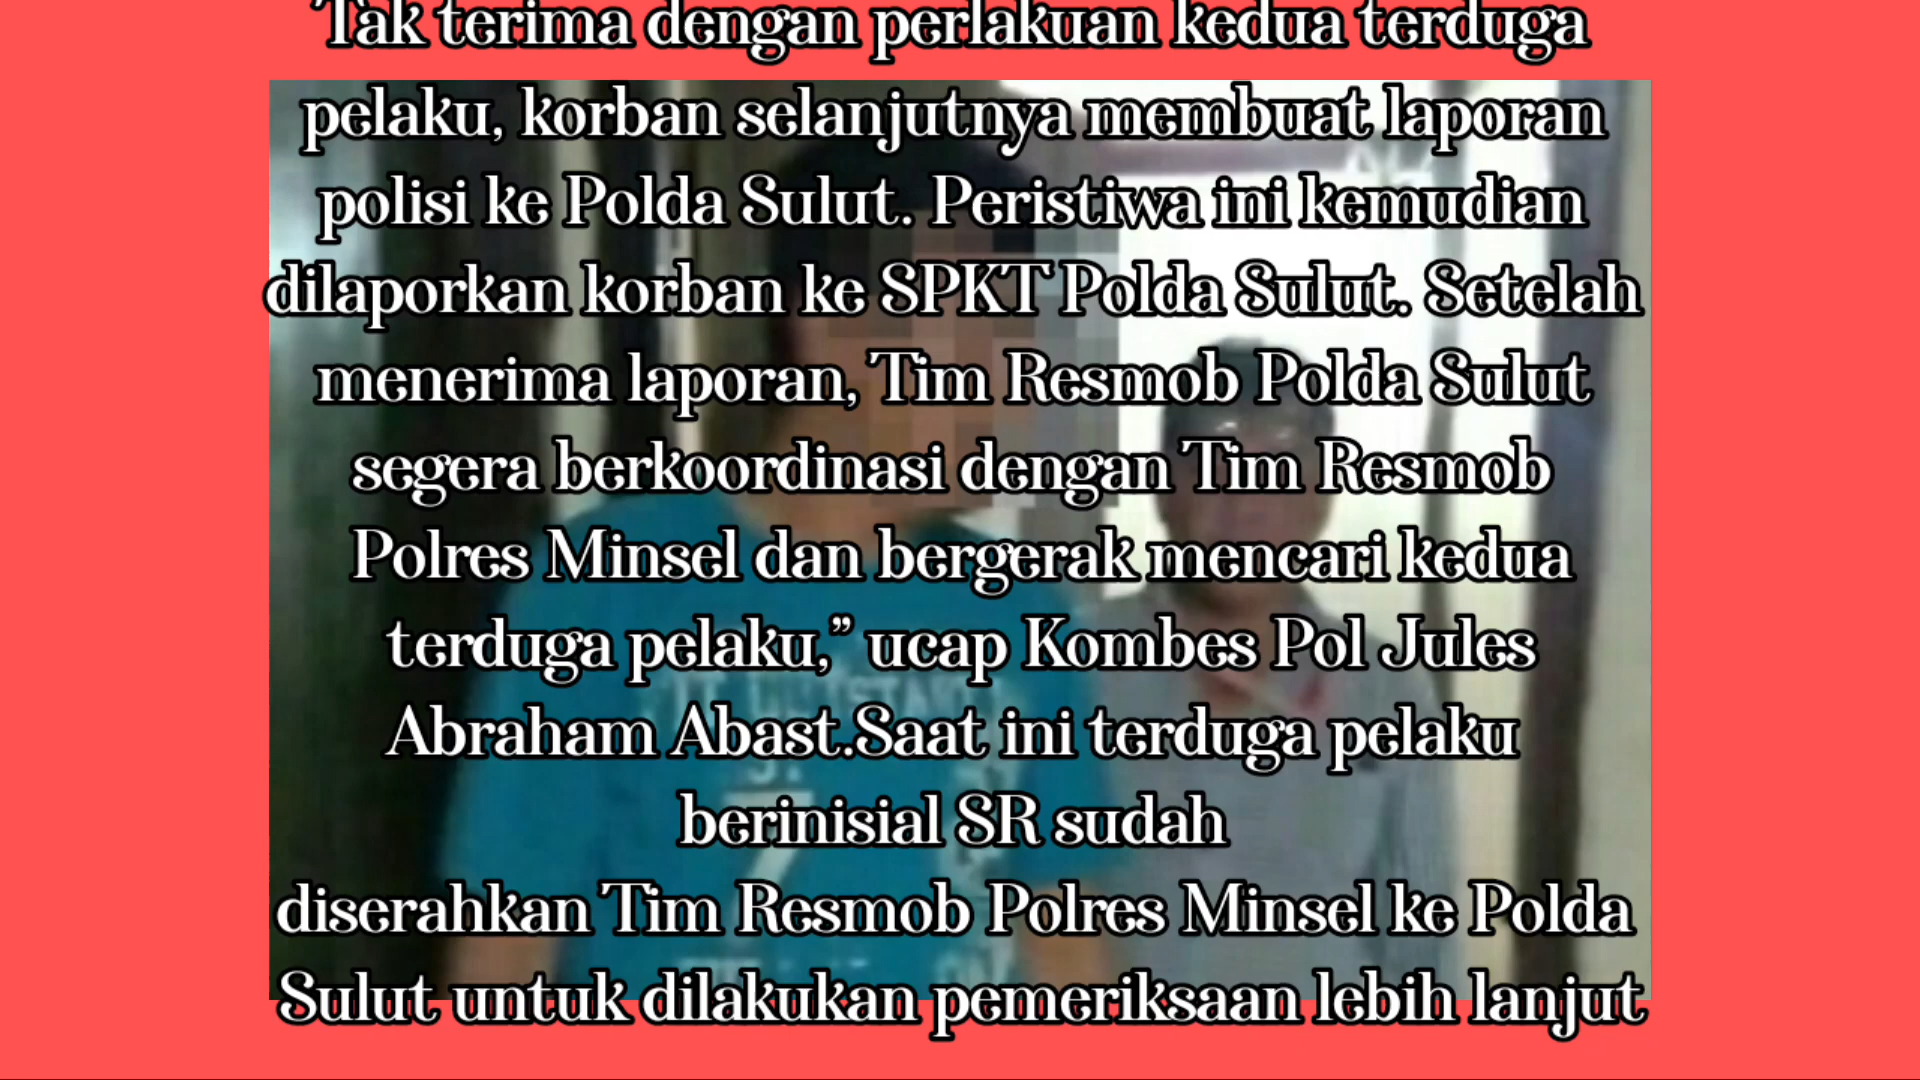 Tak terima dengan perlakuan kedua terduga
pelaku, korban selanjutnya membuat laporan
polisi ke Polda Sulut. Peristiwa ini kemudian
dilaporkan korban ke SPKT Polda Sulut. Setelah
menerima laporan, Tim Resmob Polda Sulut
segera berkoordinasi dengan Tim Resmob
Polres Minsel dan bergerak mencari kedua
terduga pelaku,” ucap Kombes Pol Jules
Abraham Abast.Saat ini terduga pelaku
berinisial SR sudah
diserahkan Tim Resmob Polres Minsel ke Polda
Sulut untuk dilakukan pemeriksaan lebih lanjut